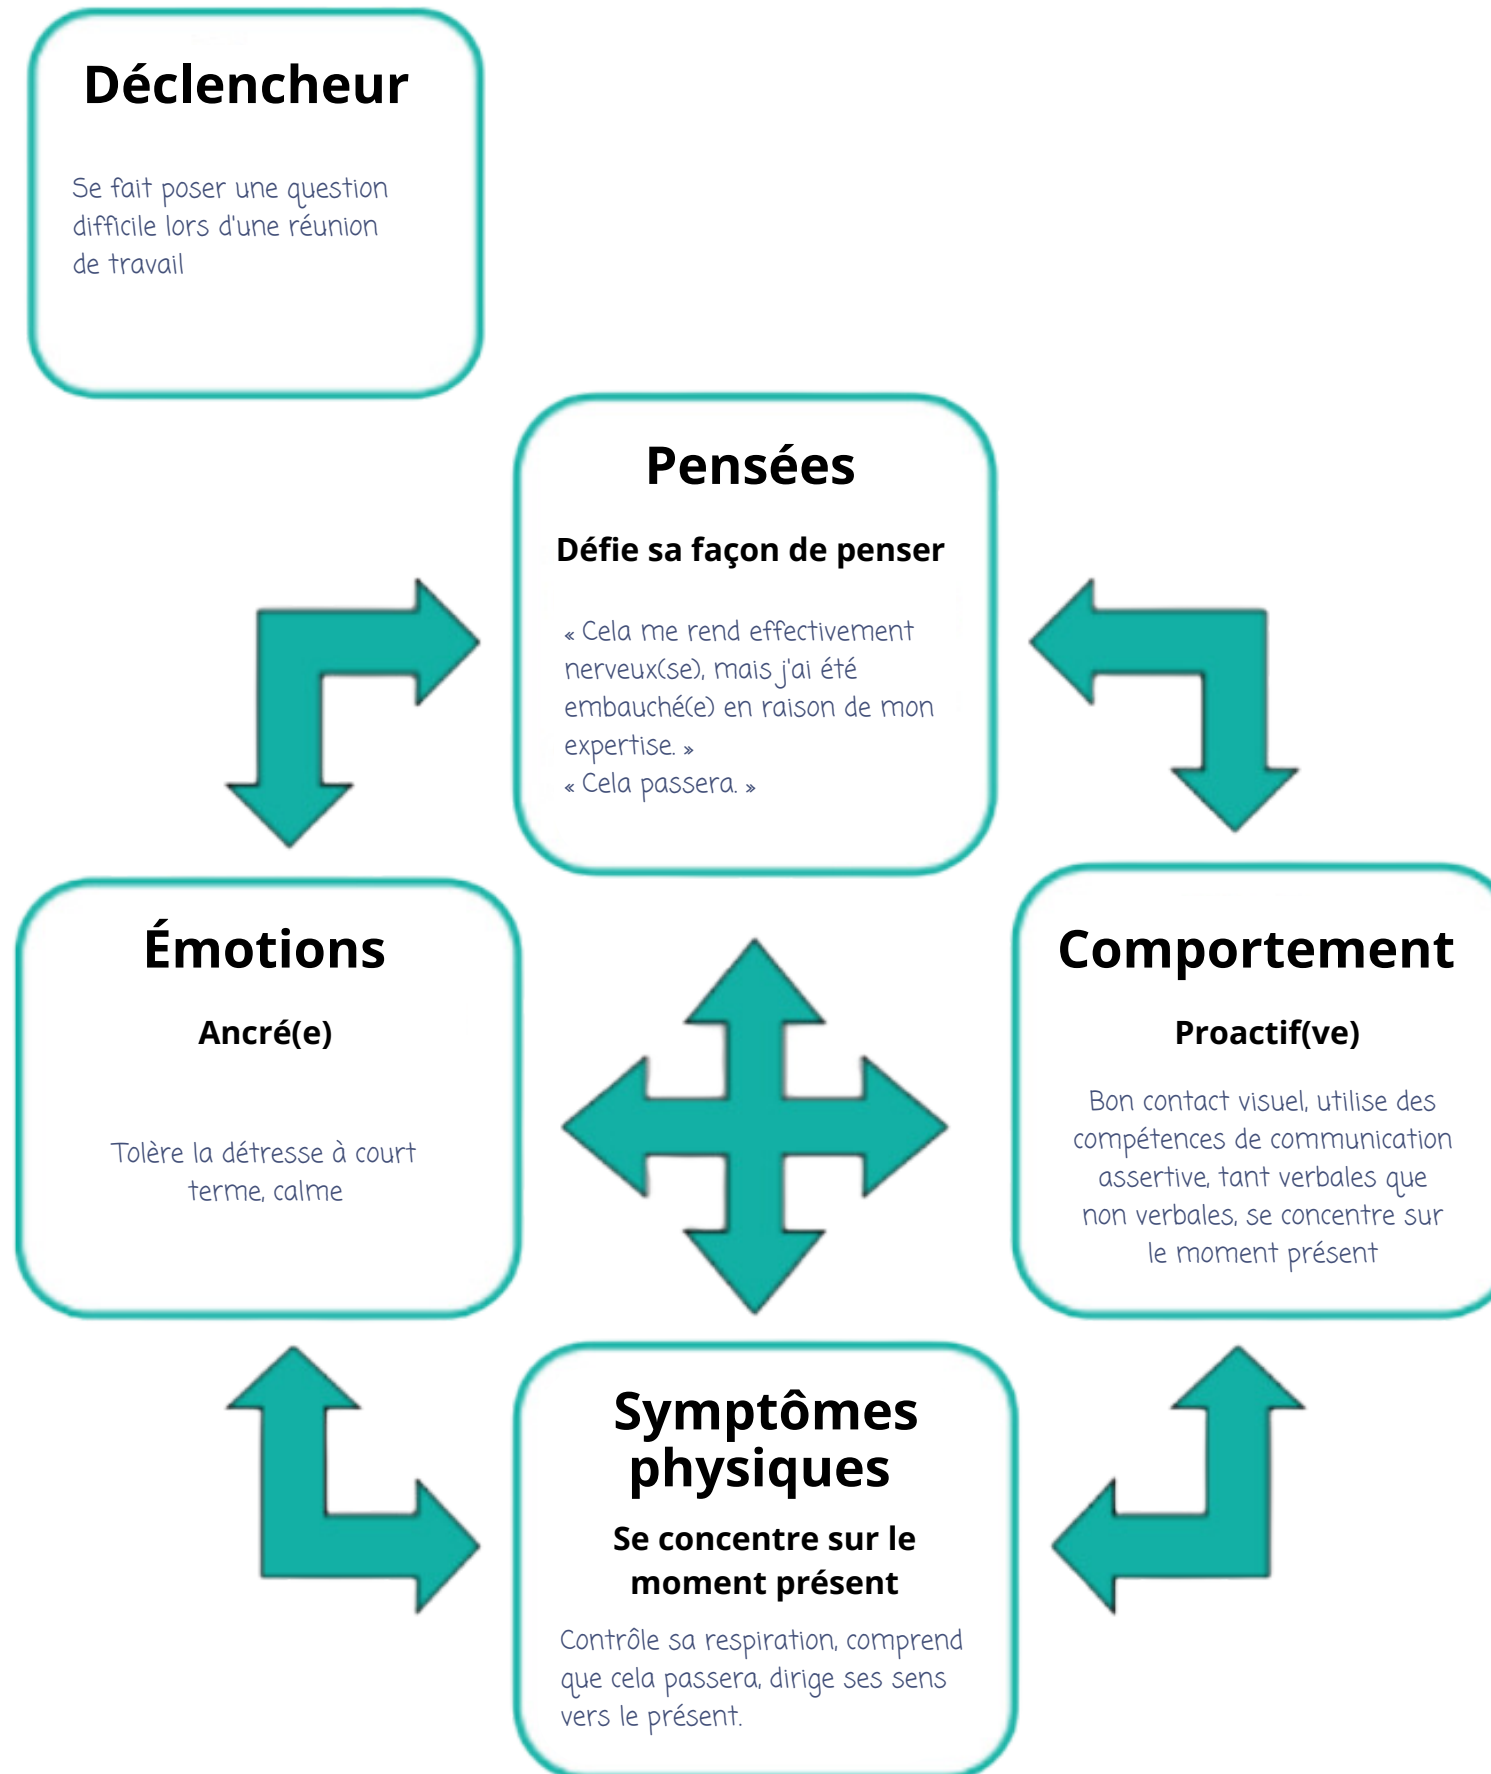 Déclencheur
Se fait poser une question
difficile lors d'une réunion
de travail
Pensées
Défie sa façon de penser
« Cela me rend effectivement
nerveux(se), mais j'ai été
embauché(e) en raison de mon
expertise. »
« Cela passera. »
Émotions
Ancré(e)
Tolère la détresse à court
terme, calme
Comportement
Proactif(ve)
Bon contact visuel, utilise des
compétences de communication
assertive, tant verbales que
non verbales, se concentre sur
le moment présent
Symptômes
physiques
Se concentre sur le
moment présent
Contrôle sa respiration, comprend
que cela passera, dirige ses sens
vers le présent.